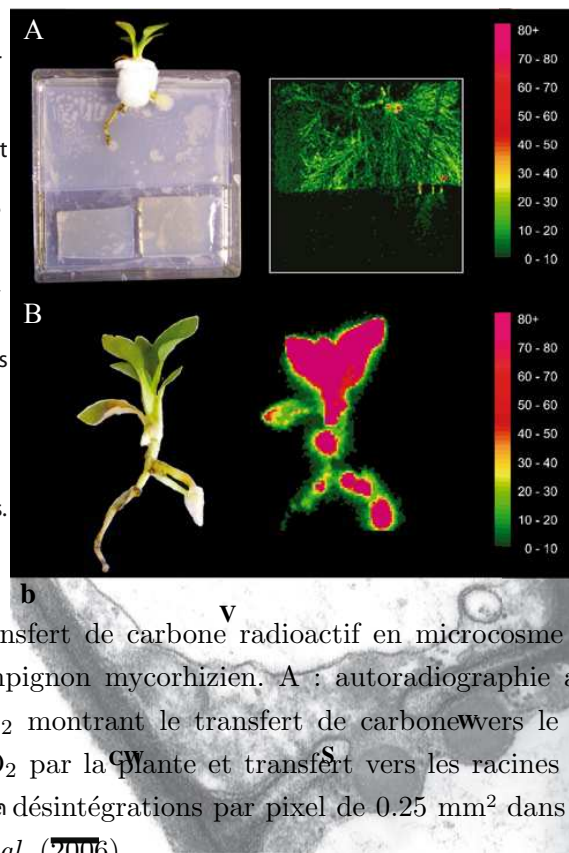 A
80+
70 - 80
60 - 70
50 - 60
40 - 50
30 - 40
20 - 30
10 - 20
0 - 10
B
80+
70 - 80
60 - 70
50 - 60
40 - 50
30 - 40
20 - 30
10 - 20
0 - 10
t
s
s.
b
V
nsfert de carbone radioactif en microcosme
mpignon mycorhizien. A : autoradiographie a
2 montrant le transfert de carbone vers le
w
O₂ par la plante et transfert vers les racines
CW
S
désintégrations par pixel de 0.25 mm² dans
al. (2006)